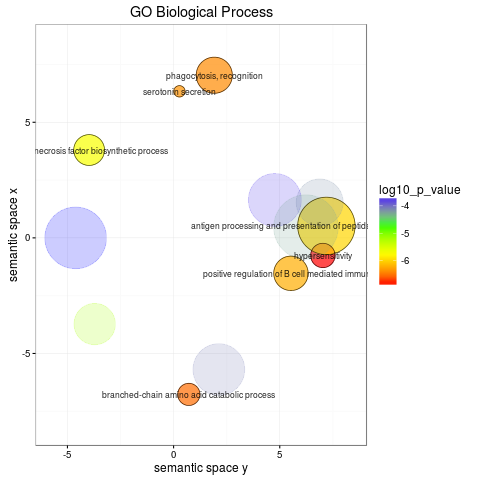 GO Biological Process
phagocytosis, recognition
serotonin secretion
necrosis factor biosynthetic process
antigen processing and presentation of peptide
hypersensitivity
positive regulation of B cell mediated immu
branched-chain amino acid catabolic process
5
0
-5
-5
0
5
semantic space x
semantic space y
log10_p_value
-4
-5
-6